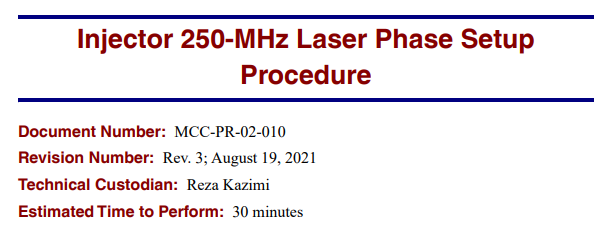 Injector 250-MHz Laser Phase Setup
Procedure
Document Number: MCC-PR-02-010
Revision Number: Rev. 3; August 19, 2021
Technical Custodian: Reza Kazimi
Estimated Time to Perform: 30 minutes